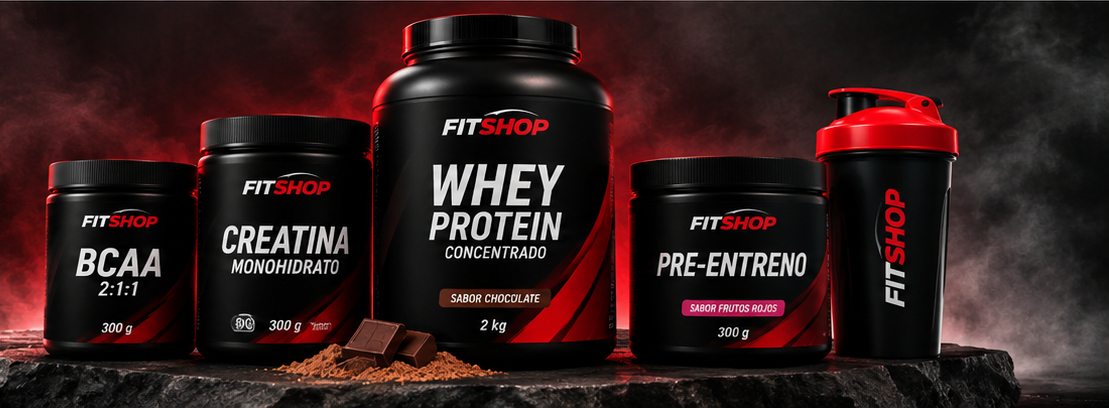 FITSHOP
BCAA
2:1:1
300 g
FITSHOP
CREATINA
MONOHIDRATO
300 g
FITSHOP
WHEY
PROTEIN
CONCENTRADO
SABOR CHOCOLATE
2 kg
FITSHOP
PRE-ENTRENO
SABOR FRUTOS ROJOS
300 g
FITSHOP